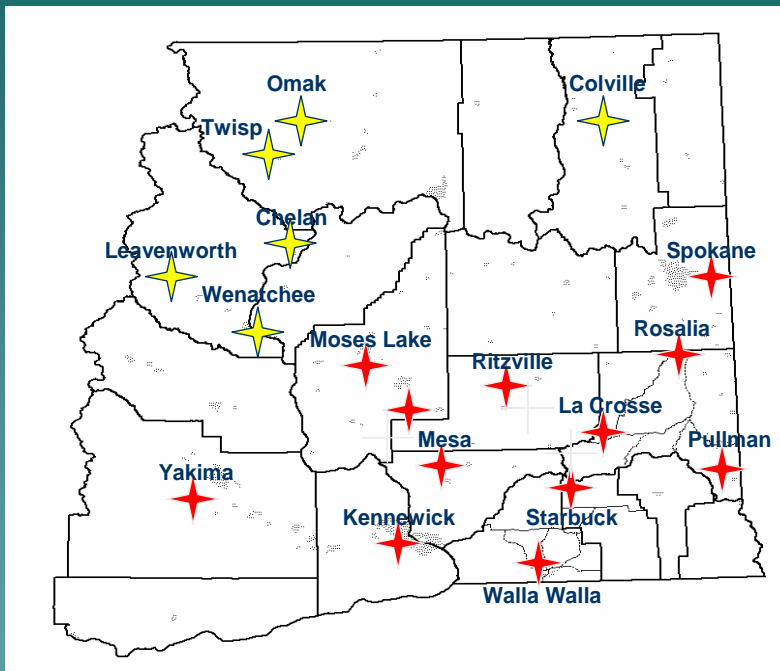 Omak
Colville
Twisp
Chelan
Leavenworth
Spokane
Wenatchee
Rosalia
Moses Lake
Ritzville
La Crosse
Mesa
Pullman
Yakima
Kennewick
Starbuck
Walla Walla